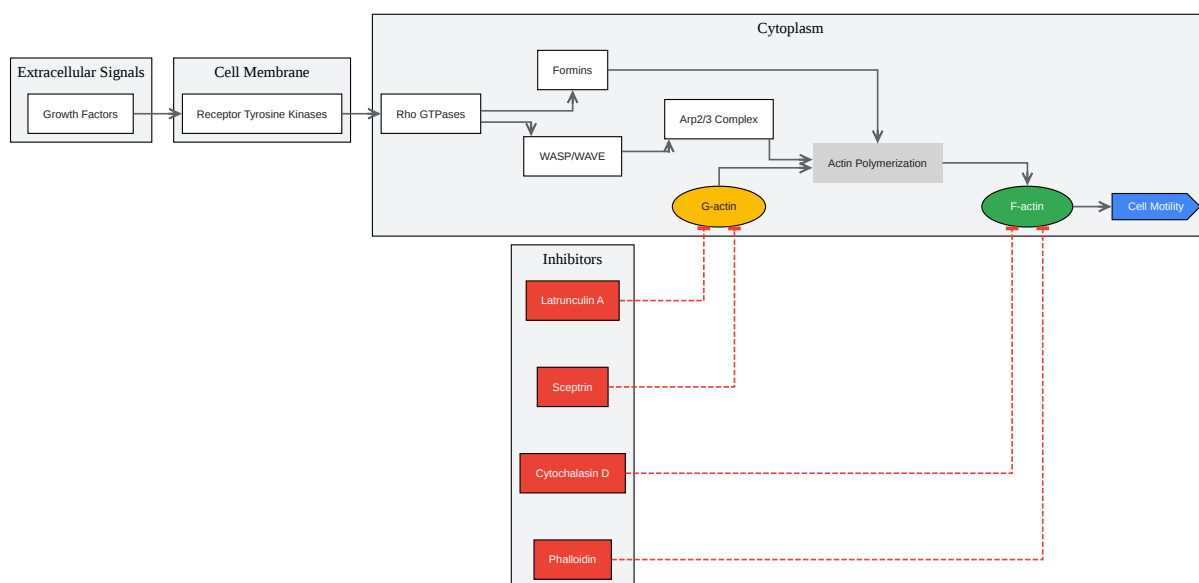 Cytoplasm
Extracellular Signals
Cell Membrane
Growth Factors
Receptor Tyrosine Kinases
Rho GTPases
Formins
WASP/WAVE
Arp2/3 Complex
Actin Polymerization
G-actin
F-actin
Cell Motility
Inhibitors
Latrunculin A
Sceptrin
Cytochalasin D
Phalloidin